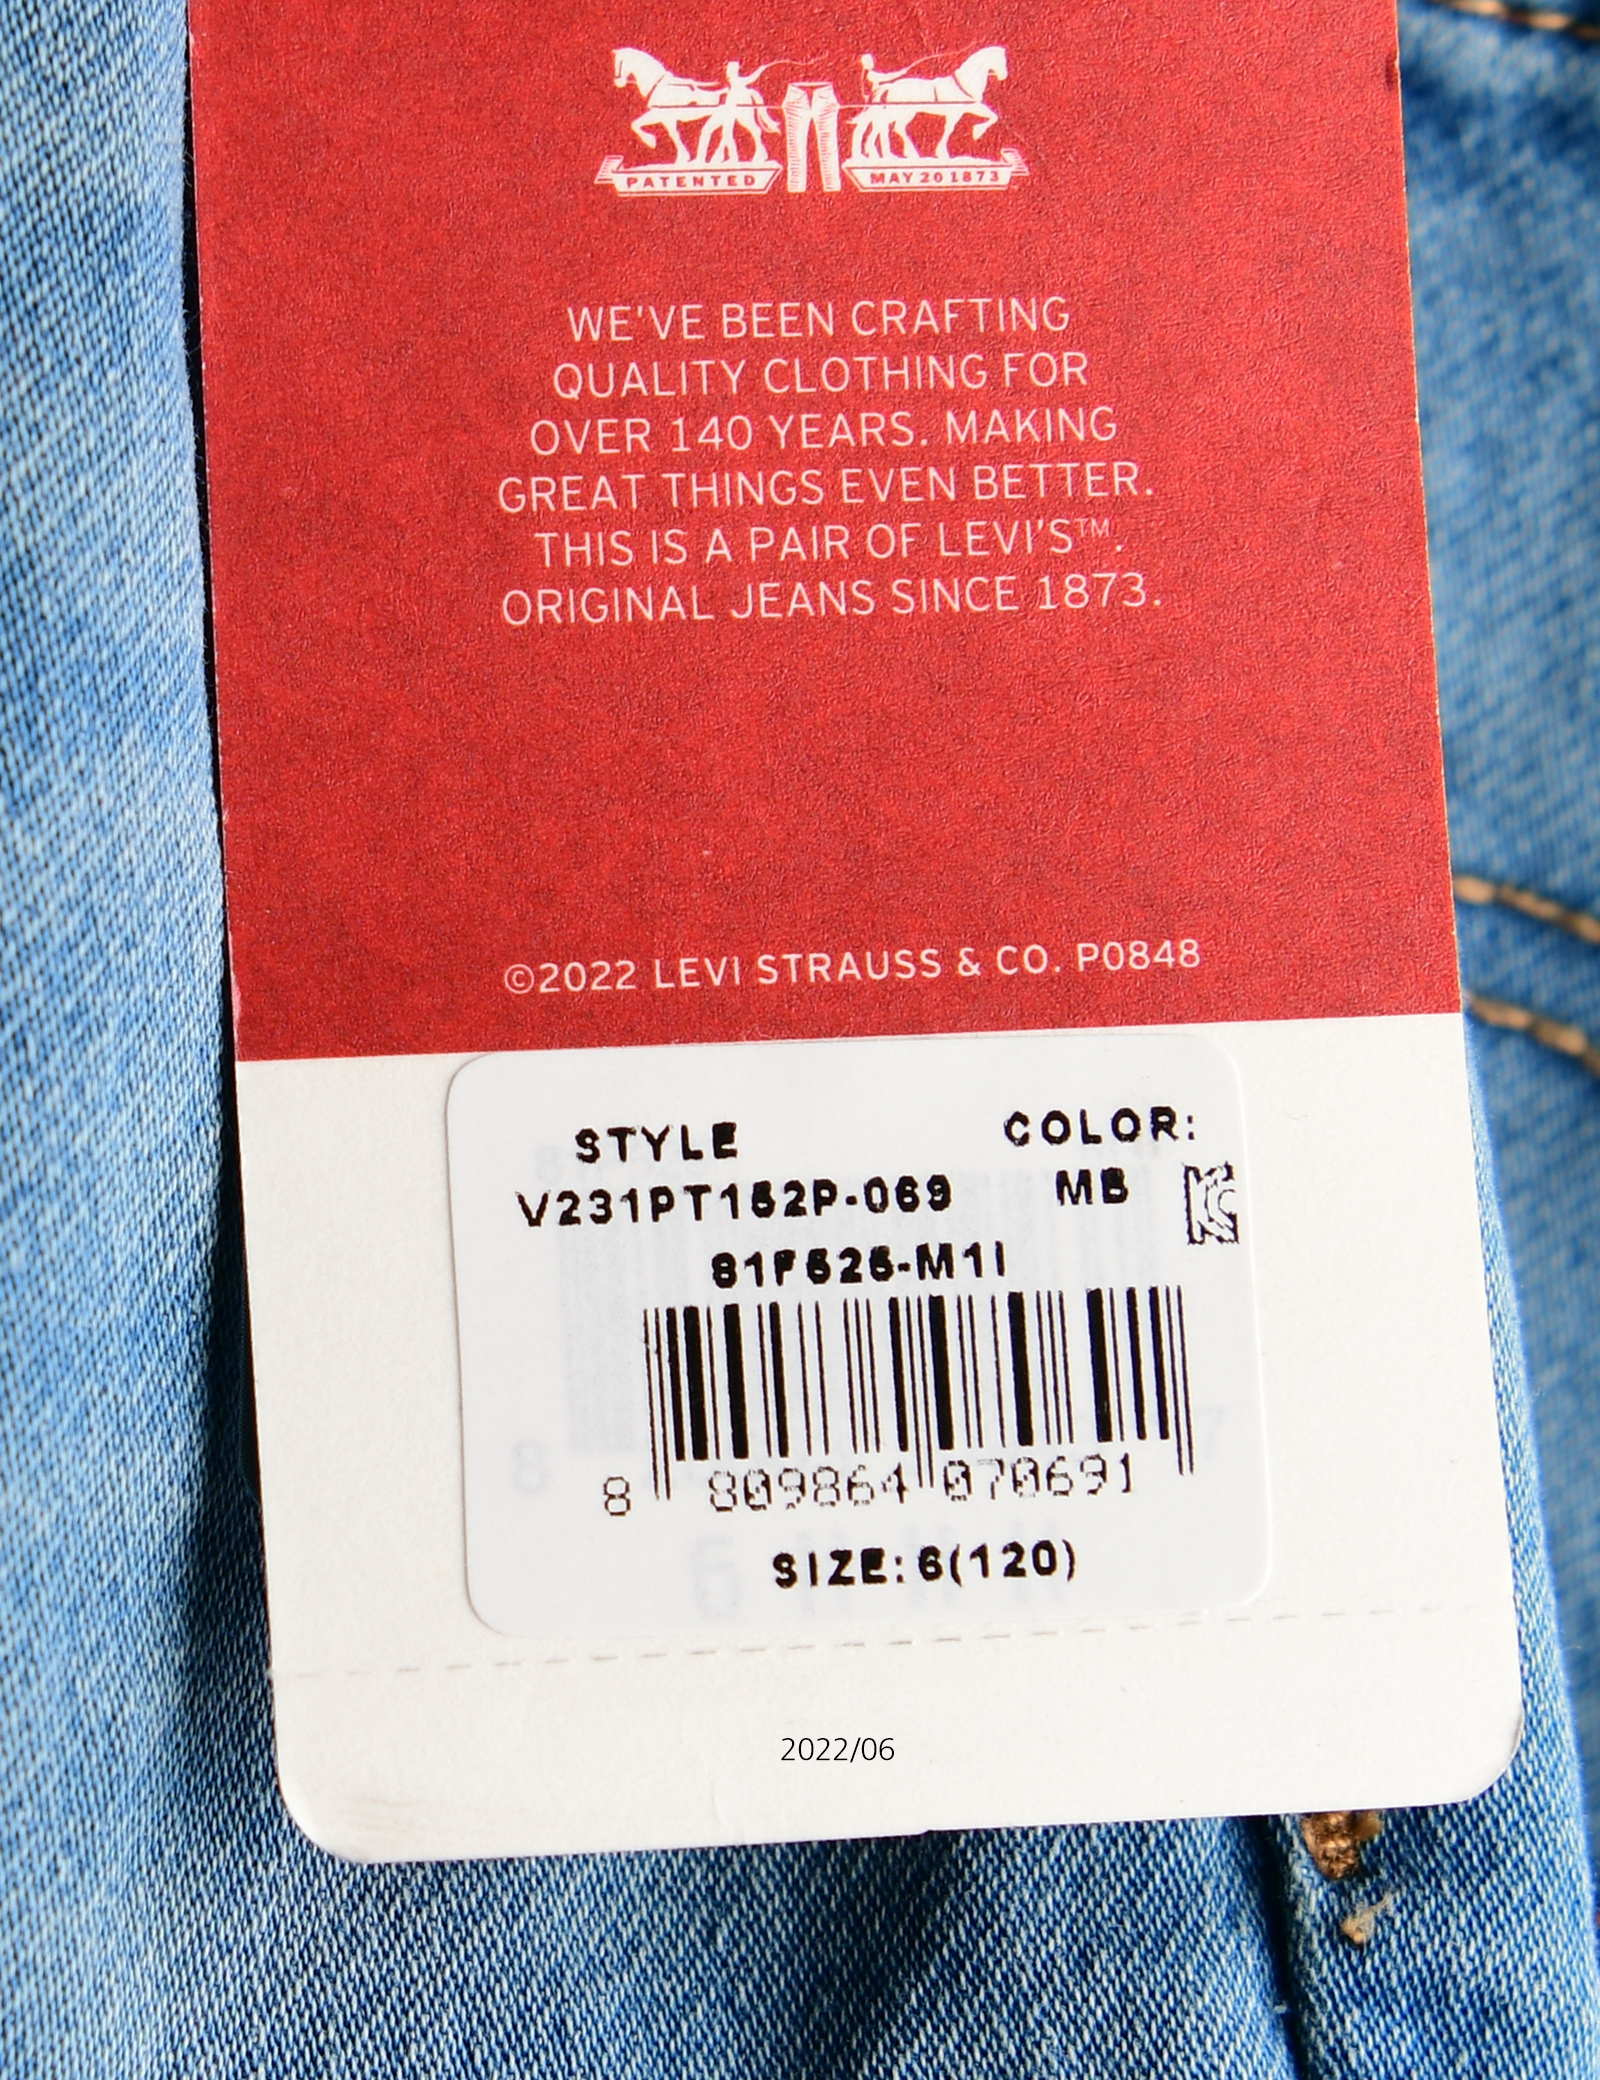 PATENTED MAY 20 1873
WE'VE BEEN CRAFTING
QUALITY CLOTHING FOR
OVER 140 YEARS. MAKING
GREAT THINGS EVEN BETTER.
THIS IS A PAIR OF LEVI'S™.
ORIGINAL JEANS SINCE 1873.
©2022 LEVI STRAUSS & CO. P0848
STYLE COLOR:
V231PT152P-069 MB
8 809864 070691
SIZE: 6(120)
2022/06